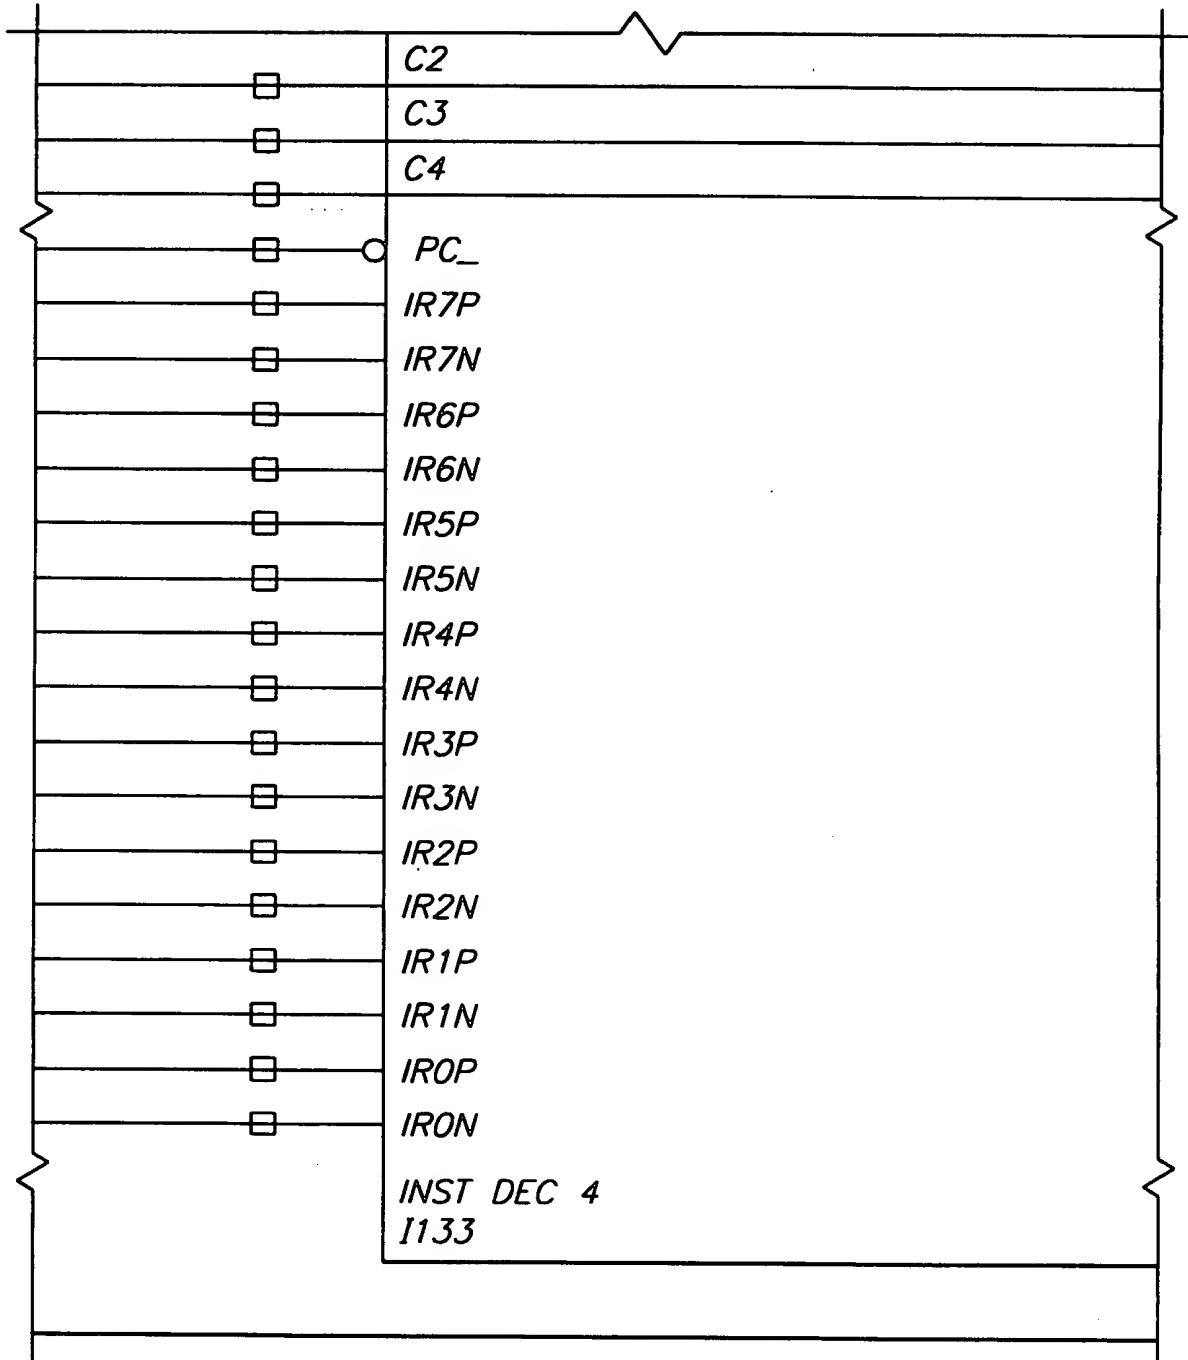 C2
C3
C4
PC_
IR7P
IR7N
IR6P
IR6N
IR5P
IR5N
IR4P
IR4N
IR3P
IR3N
IR2P
IR2N
IR1P
IR1N
IR0P
IR0N
INST DEC 4
I133